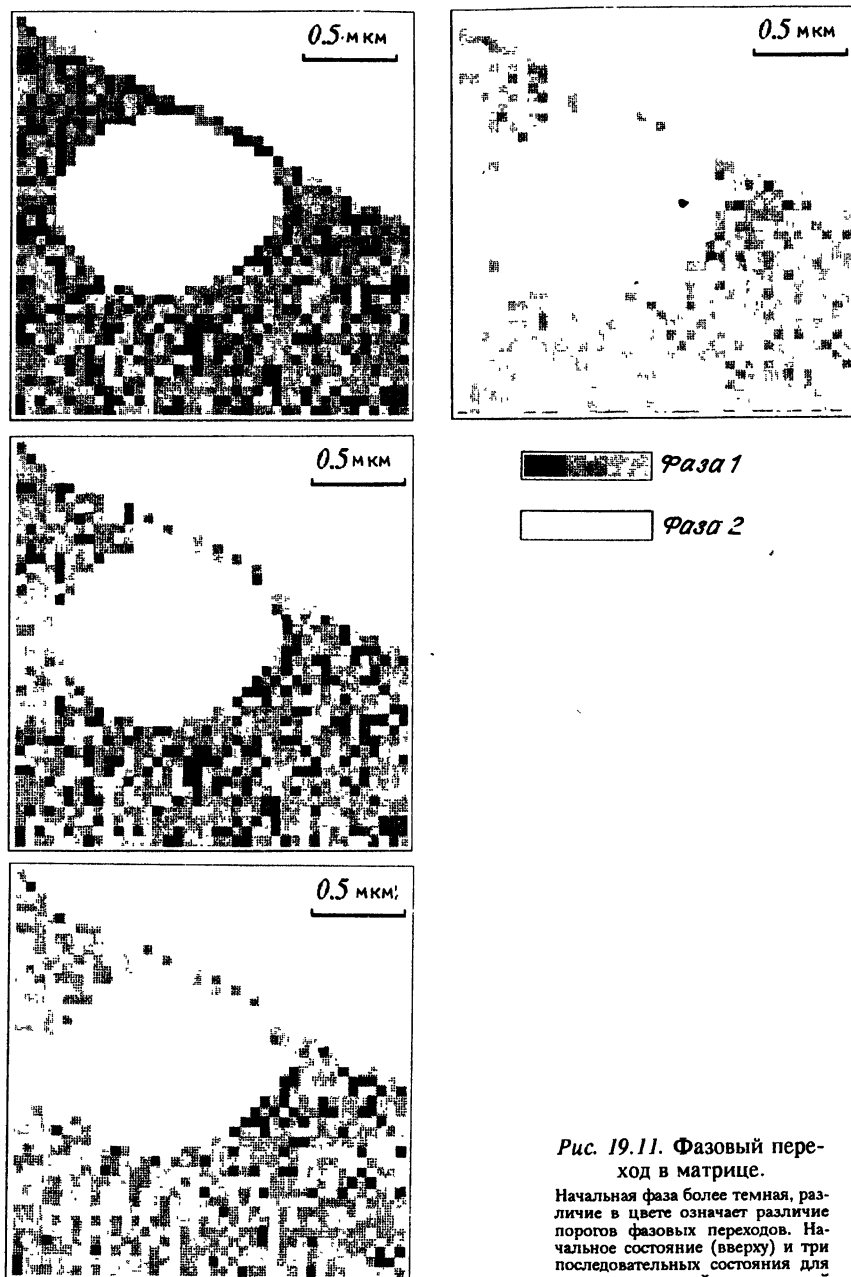 0.5 мкм
0.5 мкм
0.5 мкм
Фаза 1
Фаза 2
0.5 мкм
Рис. 19.11. Фазовый пере-
ход в матрице.
Начальная фаза более темная, раз-
личие в цвете означает различие
порогов фазовых переходов. На-
чальное состояние (вверху) и три
последовательных состояния для